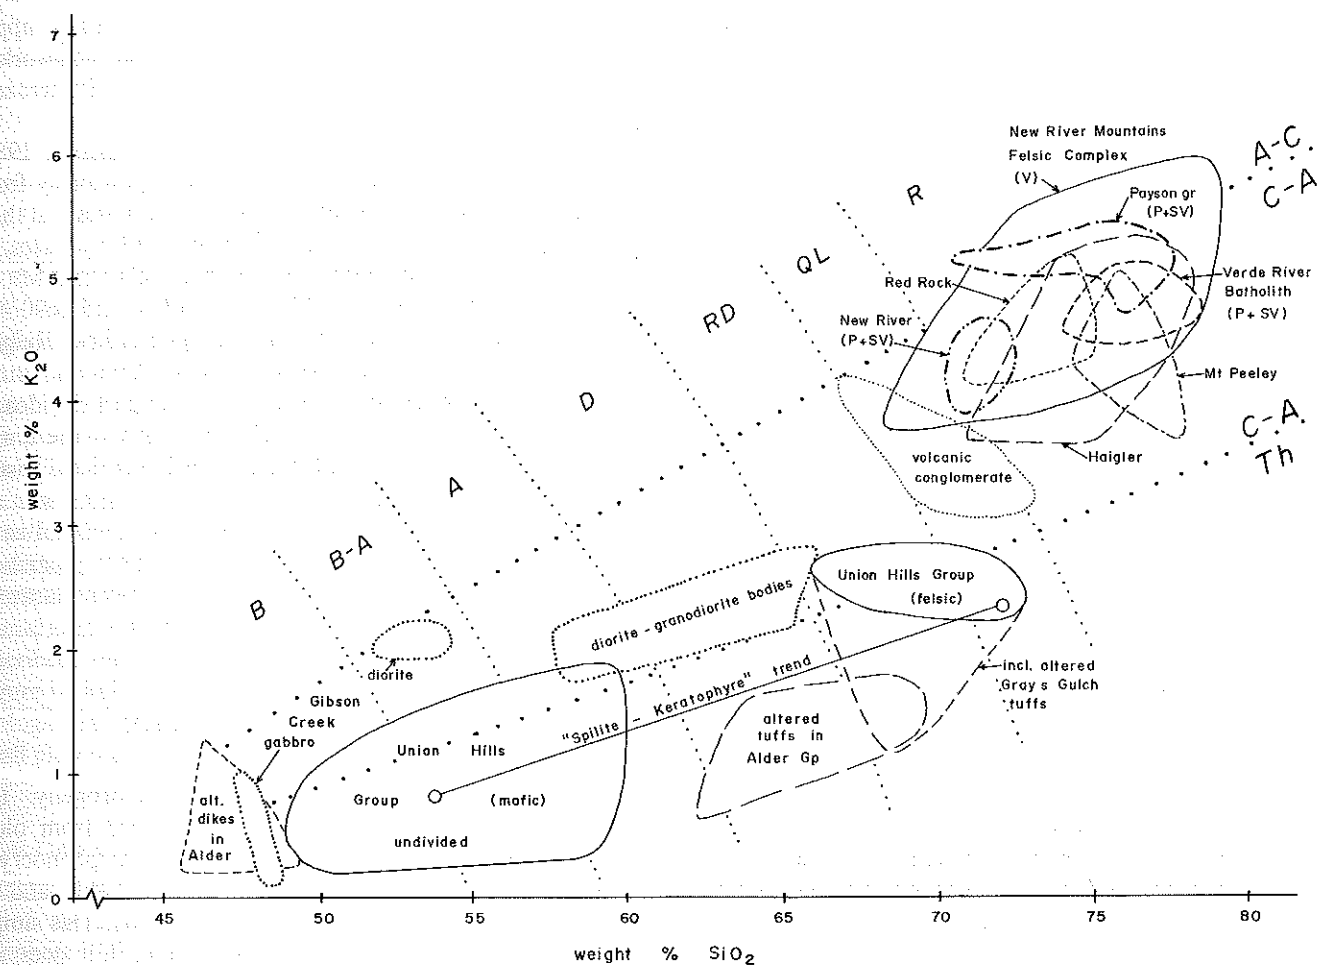 7
6
5
4
3
2
1
0
weight % K2O
45
50
55
60
65
70
75
80
weight % SiO2
B
B-A
A
D
RD
QL
R
A-C.
C-A
C-A.
Th
New River Mountains
Felsic Complex
(V)
Payson gr
(P+SV)
Red Rock
New River
(P+SV)
Verde River
Batholith
(P+SV)
Mt Peeley
Haigler
volcanic
conglomerate
Union Hills Group
(felsic)
diorite - granodiorite bodies
"Spilite - Keratophyre" trend
incl. altered
Gray s Gulch
tuffs
altered
tuffs in
Alder Gp
diorite
Gibson
Creek
gabbro
Union Hills
Group (mafic)
undivided
alt.
dikes
in
Alder